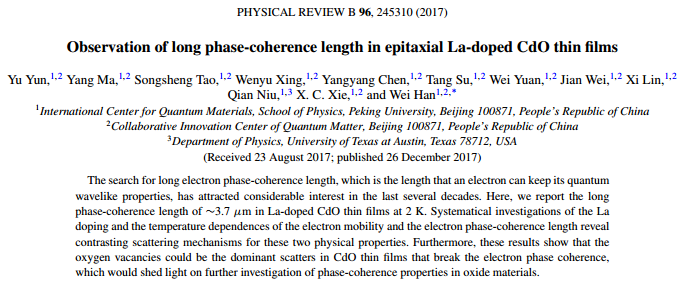 PHYSICAL REVIEW B 96, 245310 (2017)
Observation of long phase-coherence length in epitaxial La-doped CdO thin films
Yu Yun,1,2 Yang Ma,1,2 Songsheng Tao,1,2 Wenyu Xing,1,2 Yangyang Chen,1,2 Tang Su,1,2 Wei Yuan,1,2 Jian Wei,1,2 Xi Lin,1,2
Qian Niu,1,3 X. C. Xie,1,2 and Wei Han1,2,*
1International Center for Quantum Materials, School of Physics, Peking University, Beijing 100871, People's Republic of China
2Collaborative Innovation Center of Quantum Matter, Beijing 100871, People's Republic of China
3Department of Physics, University of Texas at Austin, Texas 78712, USA
(Received 23 August 2017; published 26 December 2017)
The search for long electron phase-coherence length, which is the length that an electron can keep its quantum
wavelike properties, has attracted considerable interest in the last several decades. Here, we report the long
phase-coherence length of ∼3.7 μm in La-doped CdO thin films at 2 K. Systematical investigations of the La
doping and the temperature dependences of the electron mobility and the electron phase-coherence length reveal
contrasting scattering mechanisms for these two physical properties. Furthermore, these results show that the
oxygen vacancies could be the dominant scatters in CdO thin films that break the electron phase coherence,
which would shed light on further investigation of phase-coherence properties in oxide materials.